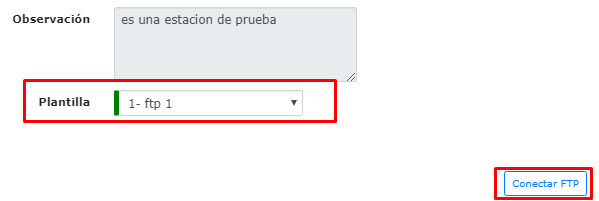 Observación es una estacion de prueba
Plantilla 1- ftp 1
Conectar FTP